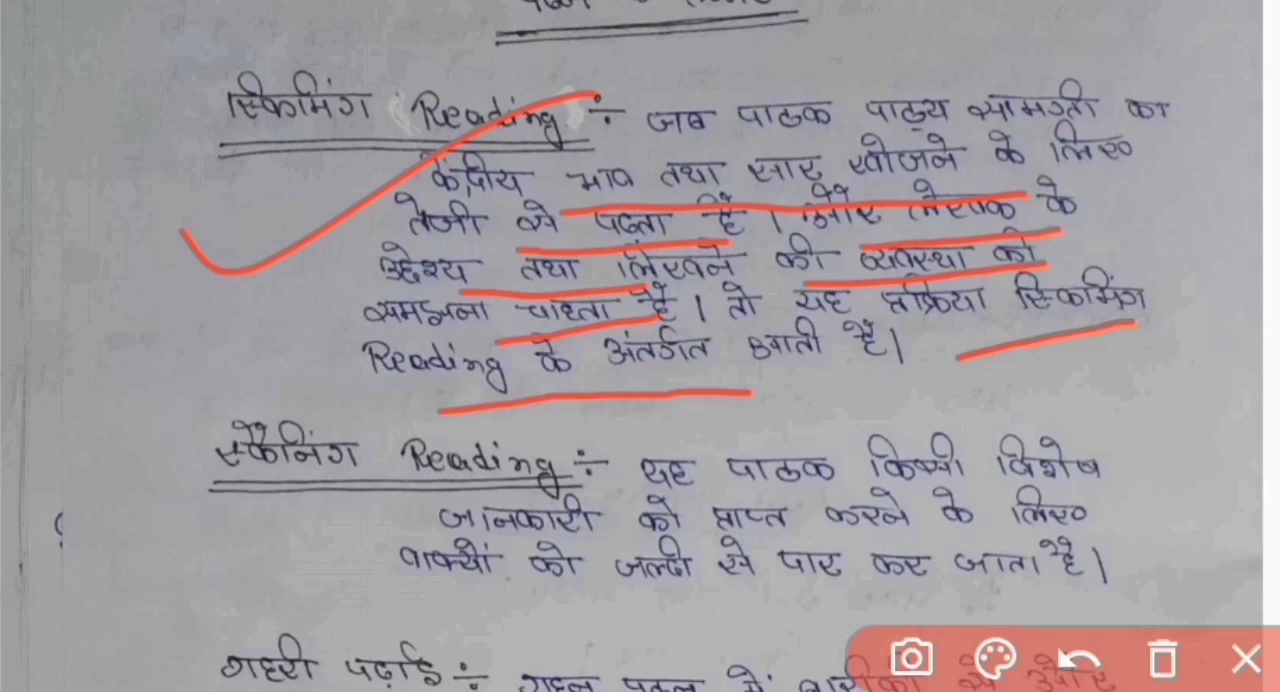 स्किमिंग Reading ÷ जब पाठक पाठ्य सामग्री का
केंद्रीय भाव तथा सार खोजने के लिए
तेजी से पढ़ता है। और लेखक के
उद्देश्य तथा लिखने की व्यवस्था को
समझना चाहता है। तो यह प्रक्रिया स्किमिंग
Reading के अंतर्गत आती है।
स्कैनिंग Reading ÷ यह पाठक किसी विशेष
जानकारी को प्राप्त करने के लिए
वाक्यों को जल्दी से पार कर जाता है।
गहरी पढ़ाई ÷